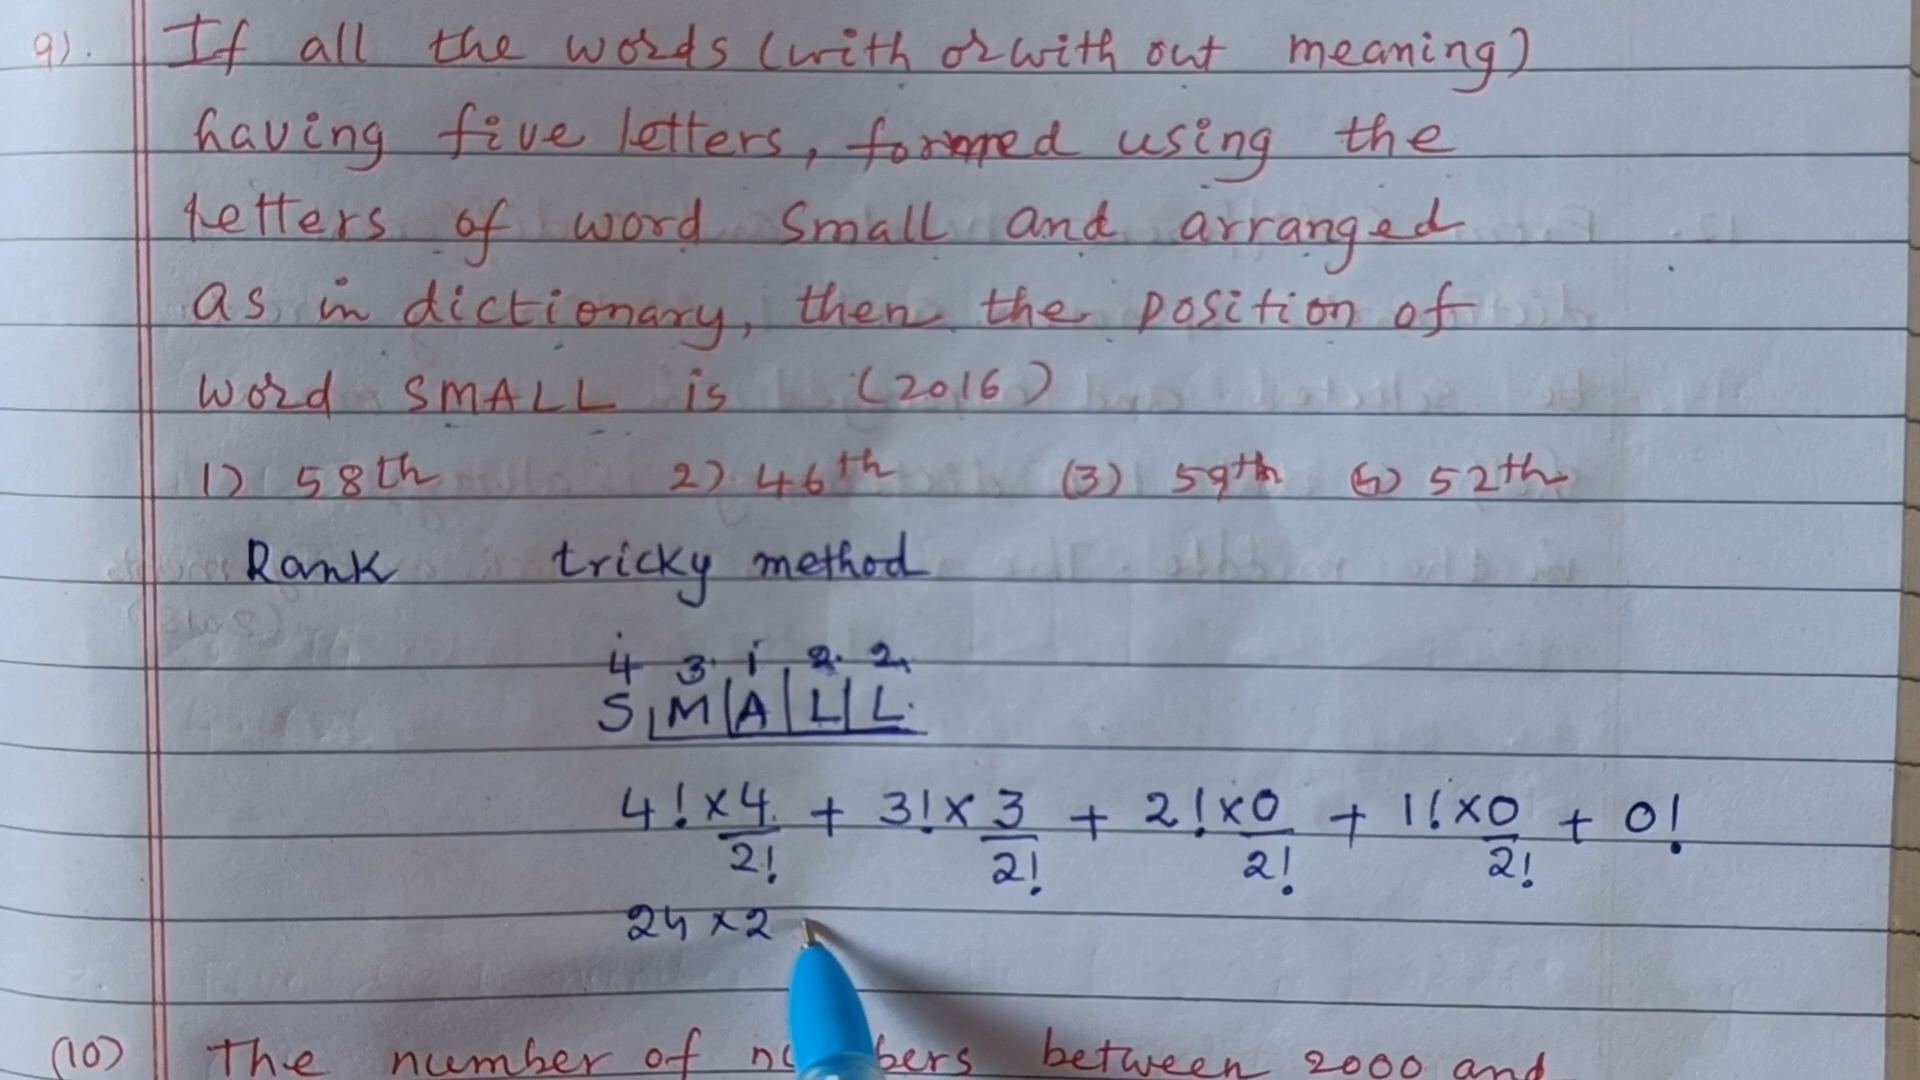 9). If all the words (with or with out meaning)
having five letters, formed using the
letters of word Small and arranged
as in dictionary, then the position of
word SMALL is (2016)
1) 58th 2) 46th (3) 59th (4) 52th
Rank tricky method
4 3 1 2 2
S M A L L
4! × 4/2! + 3! × 3/2! + 2! × 0/2! + 1! × 0/2! + 0!
24 × 2
(10) The number of between 2000 and